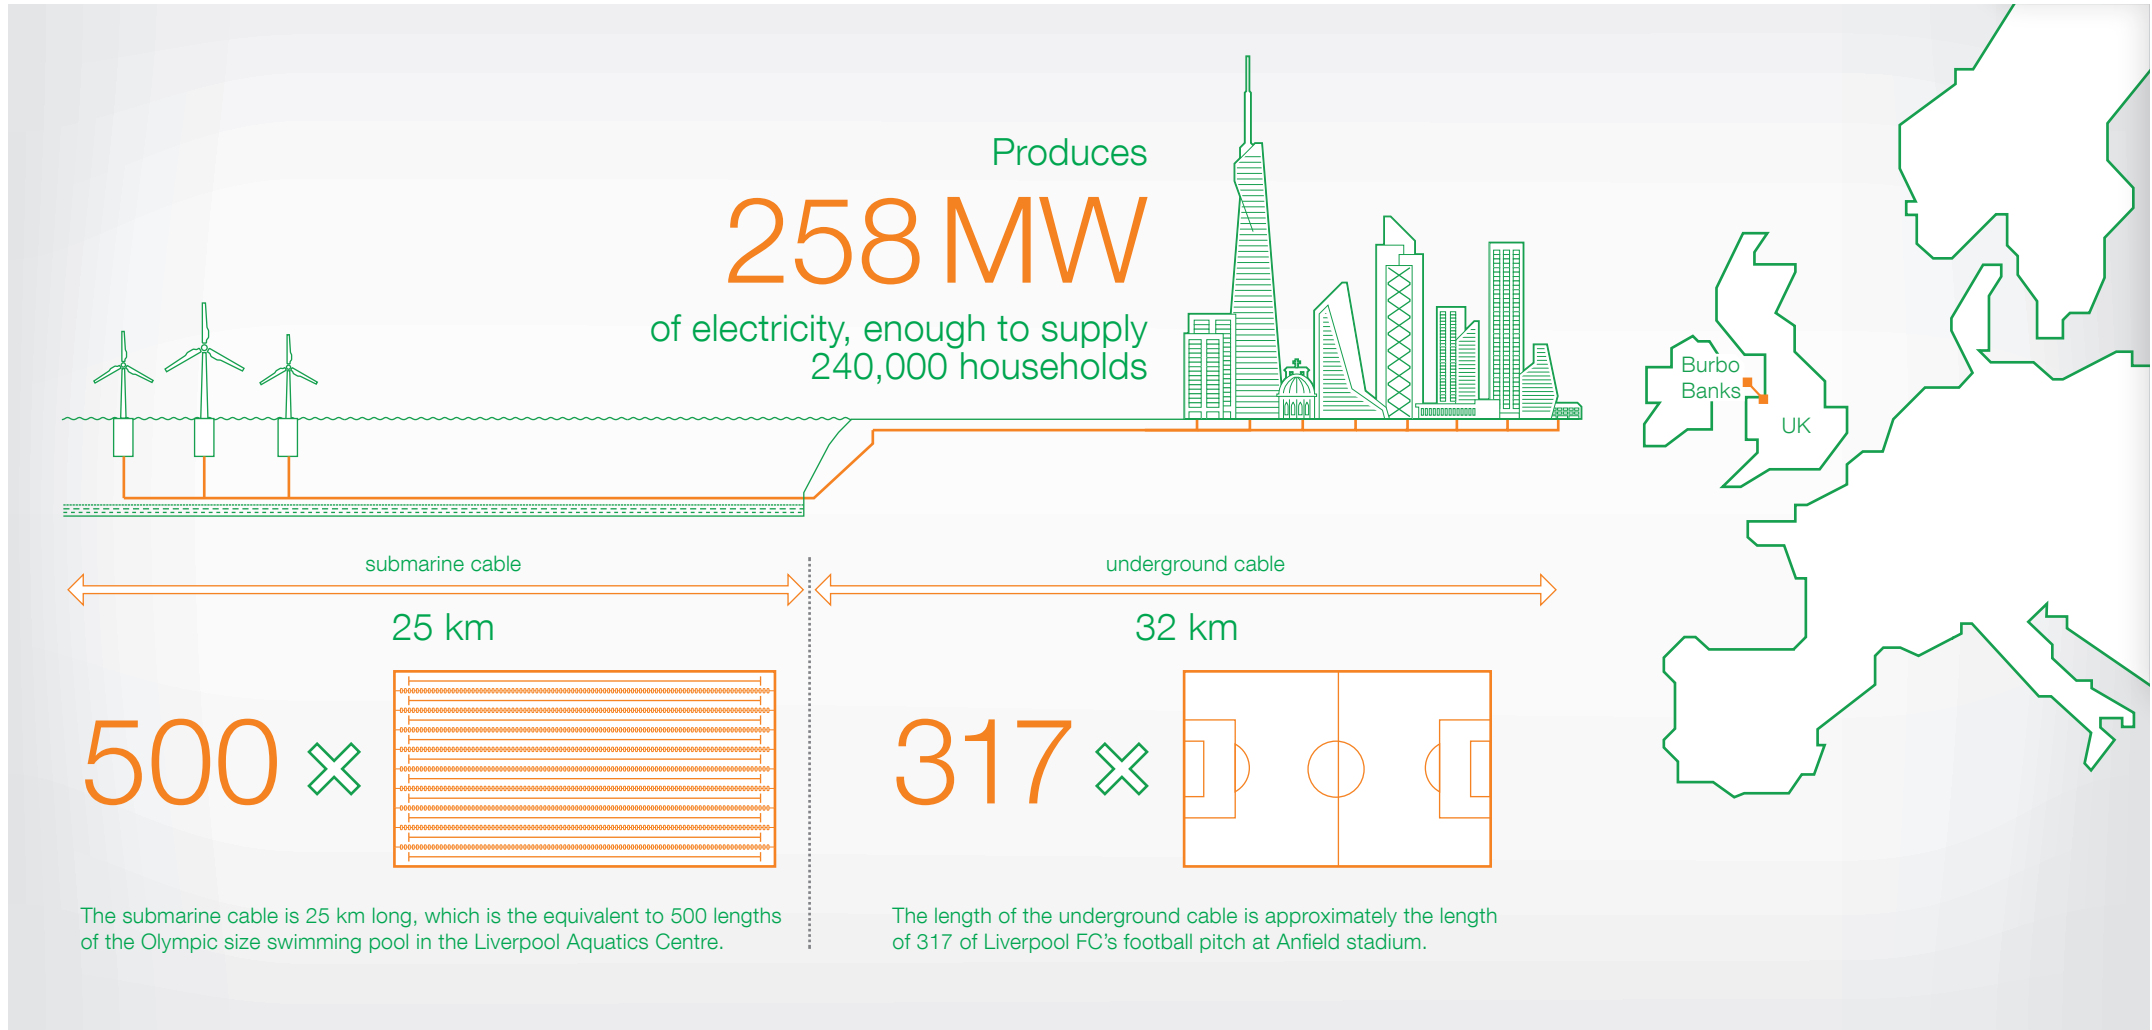 Produces
258 MW
of electricity, enough to supply
240,000 households
Burbo
Banks
UK
submarine cable
25 km
500 ×
The submarine cable is 25 km long, which is the equivalent to 500 lengths
of the Olympic size swimming pool in the Liverpool Aquatics Centre.
underground cable
32 km
317 ×
The length of the underground cable is approximately the length
of 317 of Liverpool FC’s football pitch at Anfield stadium.